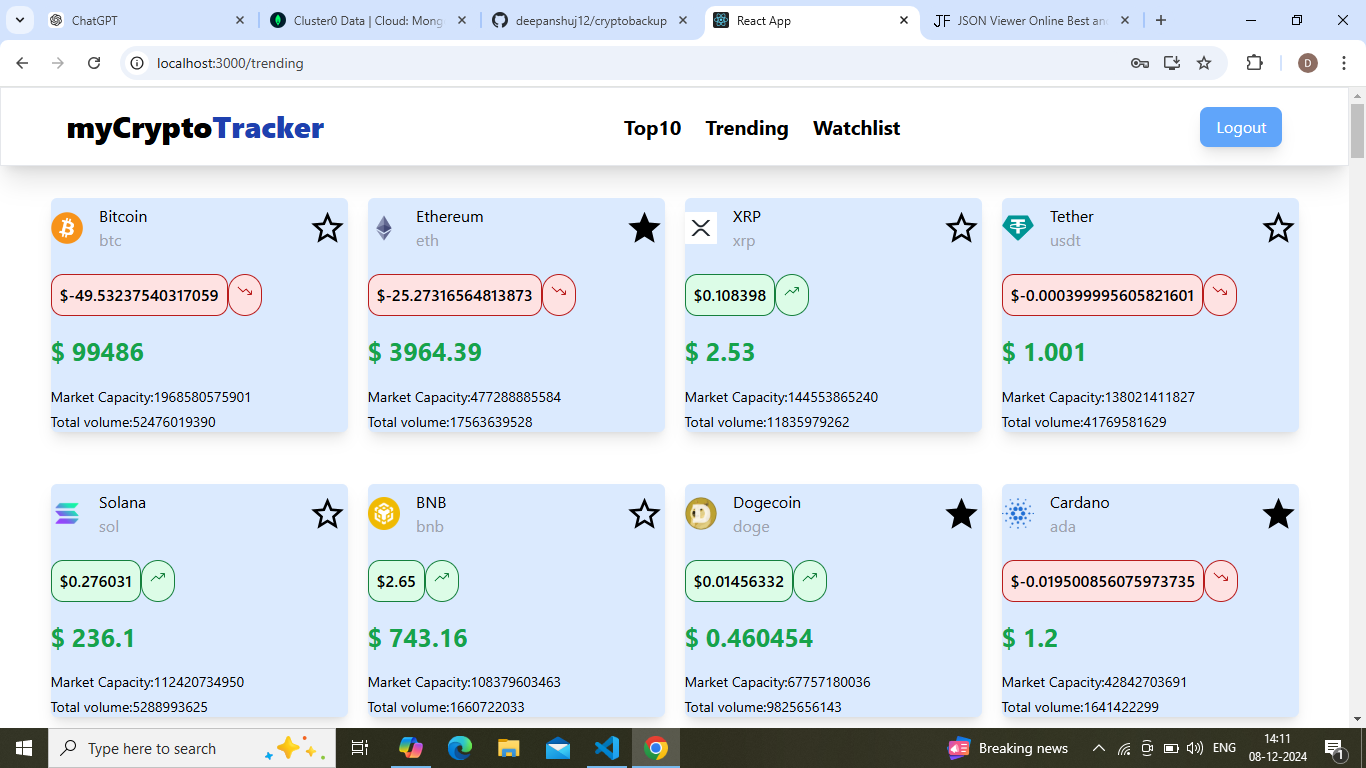 ChatGPT
Cluster0 Data | Cloud: Mong
deepanshuj12/cryptobackup
React App
JF JSON Viewer Online Best and
localhost:3000/trending
D
myCryptoTracker
Top10 Trending Watchlist
Logout
Bitcoin
btc
$-49.53237540317059
$ 99486
Market Capacity:1968580575901
Total volume:52476019390
Ethereum
eth
$-25.27316564813873
$ 3964.39
Market Capacity:477288885584
Total volume:17563639528
XRP
xrp
$0.108398
$ 2.53
Market Capacity:144553865240
Total volume:11835979262
Tether
usdt
$-0.000399995605821601
$ 1.001
Market Capacity:138021411827
Total volume:41769581629
Solana
sol
$0.276031
$ 236.1
Market Capacity:112420734950
Total volume:5288993625
BNB
bnb
$2.65
$ 743.16
Market Capacity:108379603463
Total volume:1660722033
Dogecoin
doge
$0.01456332
$ 0.460454
Market Capacity:67757180036
Total volume:9825656143
Cardano
ada
$-0.019500856075973735
$ 1.2
Market Capacity:42842703691
Total volume:1641422299
Type here to search
Breaking news
ENG
14:11
08-12-2024
1